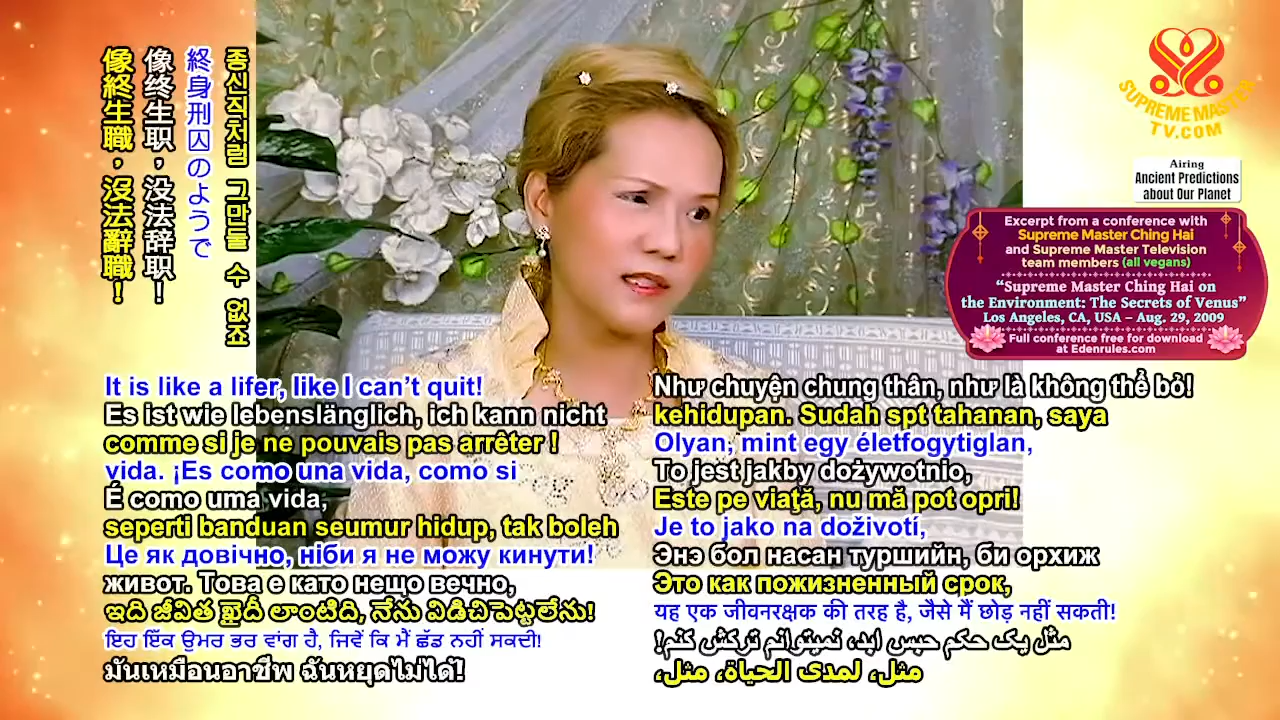 像終生職，沒法辭職！
像终生职，没法辞职！
終身刑囚のようで
종신직처럼 그만둘 수 없죠
SUPREME MASTER
TV.COM
Airing
Ancient Predictions
about Our Planet
Excerpt from a conference with
Supreme Master Ching Hai
and Supreme Master Television
team members (all vegans)
“Supreme Master Ching Hai on
the Environment: The Secrets of Venus”
Los Angeles, CA, USA – Aug. 29, 2009
Full conference free for download
at Edenrules.com
It is like a lifer, like I can’t quit!
Es ist wie lebenslänglich, ich kann nicht
comme si je ne pouvais pas arrêter !
vida. ¡Es como una vida, como si
É como uma vida,
seperti banduan seumur hidup, tak boleh
Це як довічно, ніби я не можу кинути!
живот. Това е като нещо вечно,
ఇది జీవిత ఖైదీ లాంటిది, నేను విడిచిపెట్టలేను!
ਇਹ ਇੱਕ ਉਮਰ ਭਰ ਵਾਂਗ ਹੈ, ਜਿਵੇਂ ਕਿ ਮੈਂ ਛੱਡ ਨਹੀਂ ਸਕਦੀ!
มันเหมือนอาชีพ ฉันหยุดไม่ได้!
Như chuyện chung thân, như là không thể bỏ!
kehidupan. Sudah spt tahanan, saya
Olyan, mint egy életfogytiglan,
To jest jakby dożywotnio,
Este pe viaţă, nu mă pot opri!
Je to jako na doživotí,
Энэ бол насан туршийн, би орхиж
Это как пожизненный срок,
यह एक जीवनरक्षक की तरह है, जैसे मैं छोड़ नहीं सकती!
مثل یک حکم حبس ابد، نمیتوانم ترکش کنم!
مثل، لمدى الحياة، مثل،